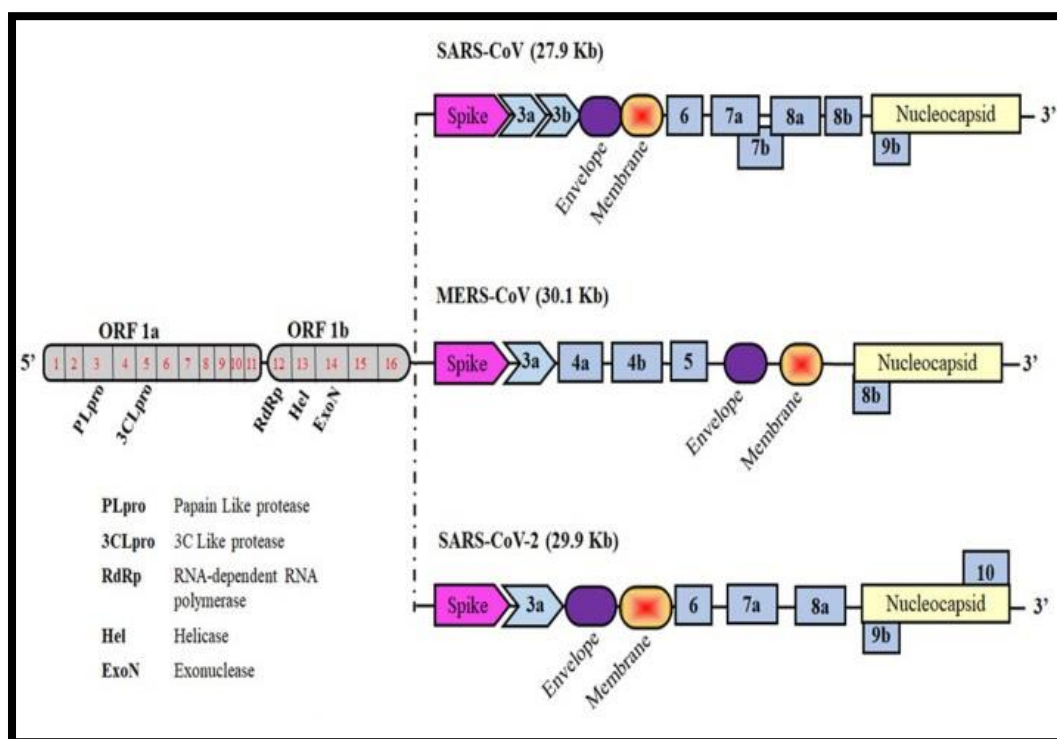 SARS-CoV (27.9 Kb)
Spike 3a 3b 6 7a 8a 8b Nucleocapsid 3’
7b 9b
Envelope
Membrane
MERS-CoV (30.1 Kb)
ORF 1a ORF 1b
5’ 1 2 3 4 5 6 7 8 9 10 11 12 13 14 15 16 Spike 3a 4a 4b 5 Nucleocapsid 3’
8b
PLpro 3CLpro RdRp Hel ExoN Envelope Membrane
PLpro Papain Like protease
3CLpro 3C Like protease
RdRp RNA-dependent RNA
polymerase
Hel Helicase
ExoN Exonuclease
SARS-CoV-2 (29.9 Kb)
10
Spike 3a 6 7a 8a Nucleocapsid 3’
9b
Envelope
Membrane